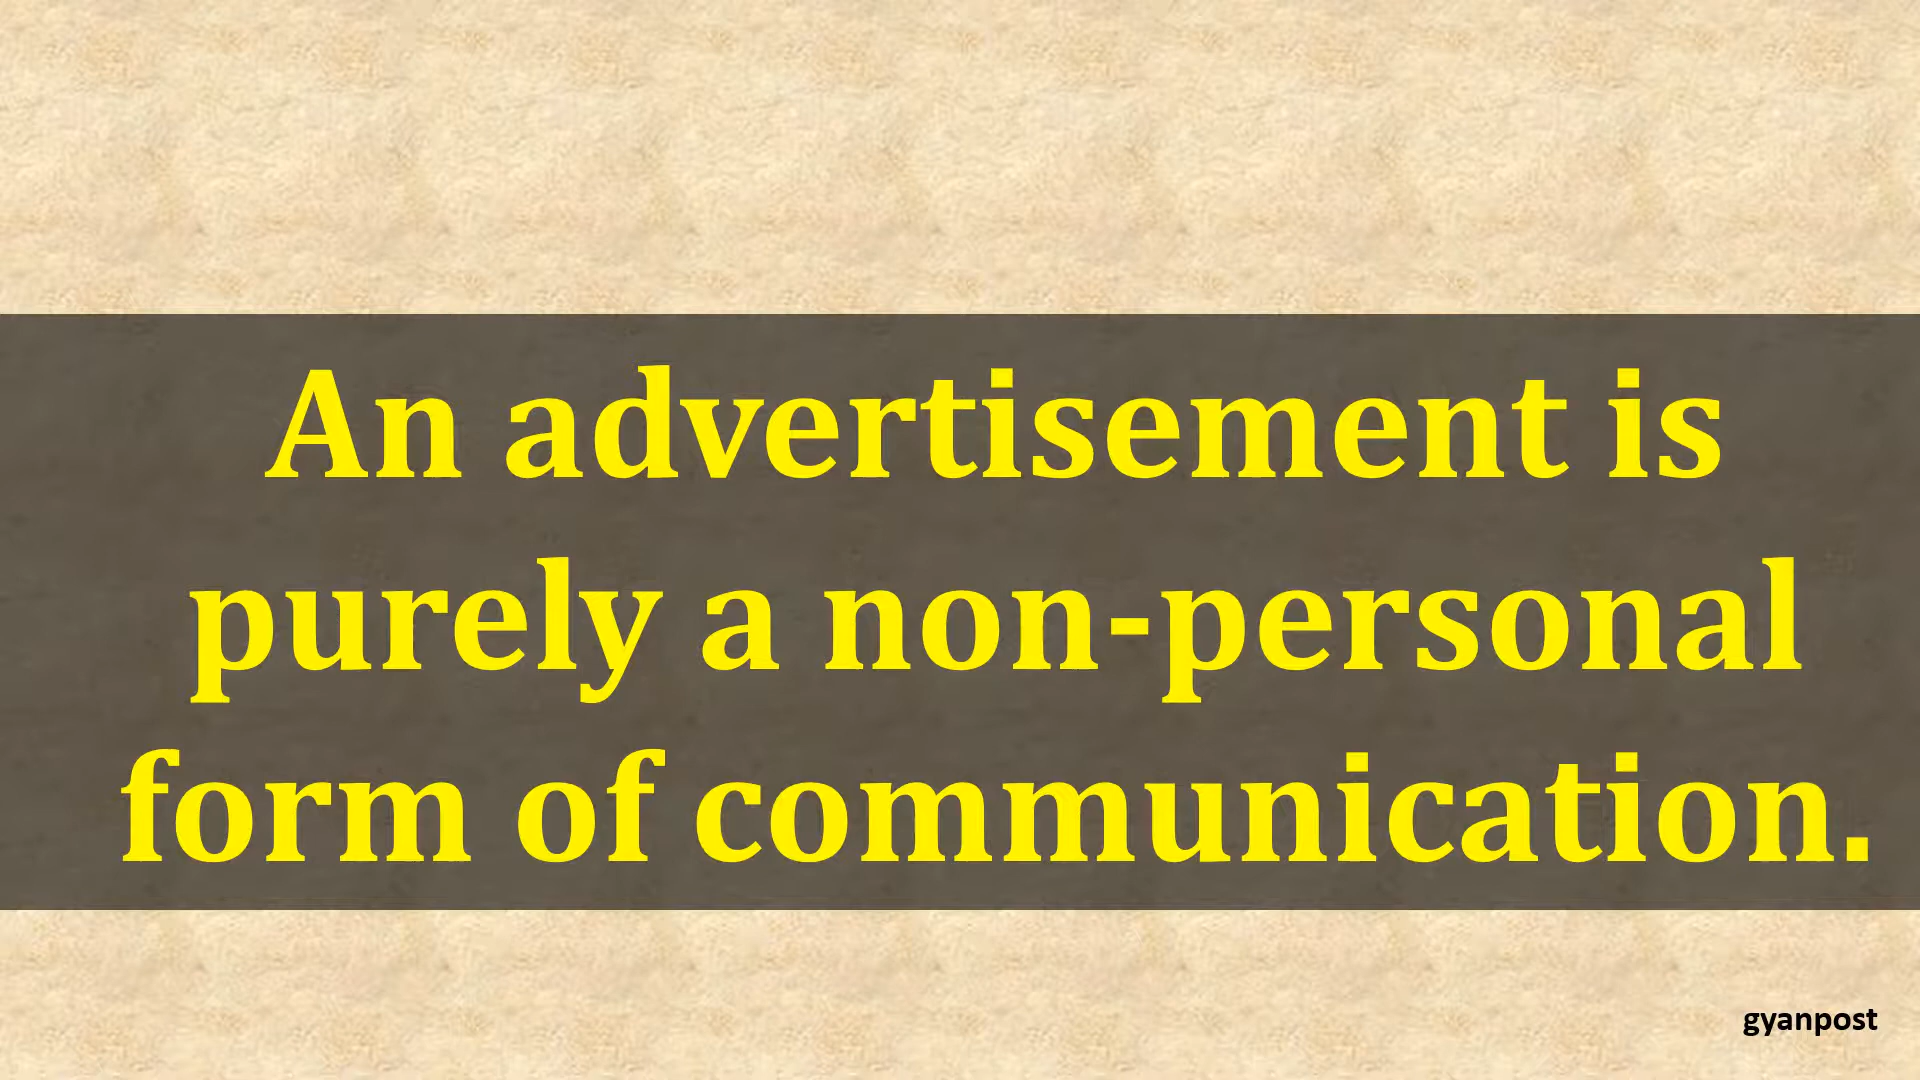 An advertisement is
purely a non-personal
form of communication.
gyanpost